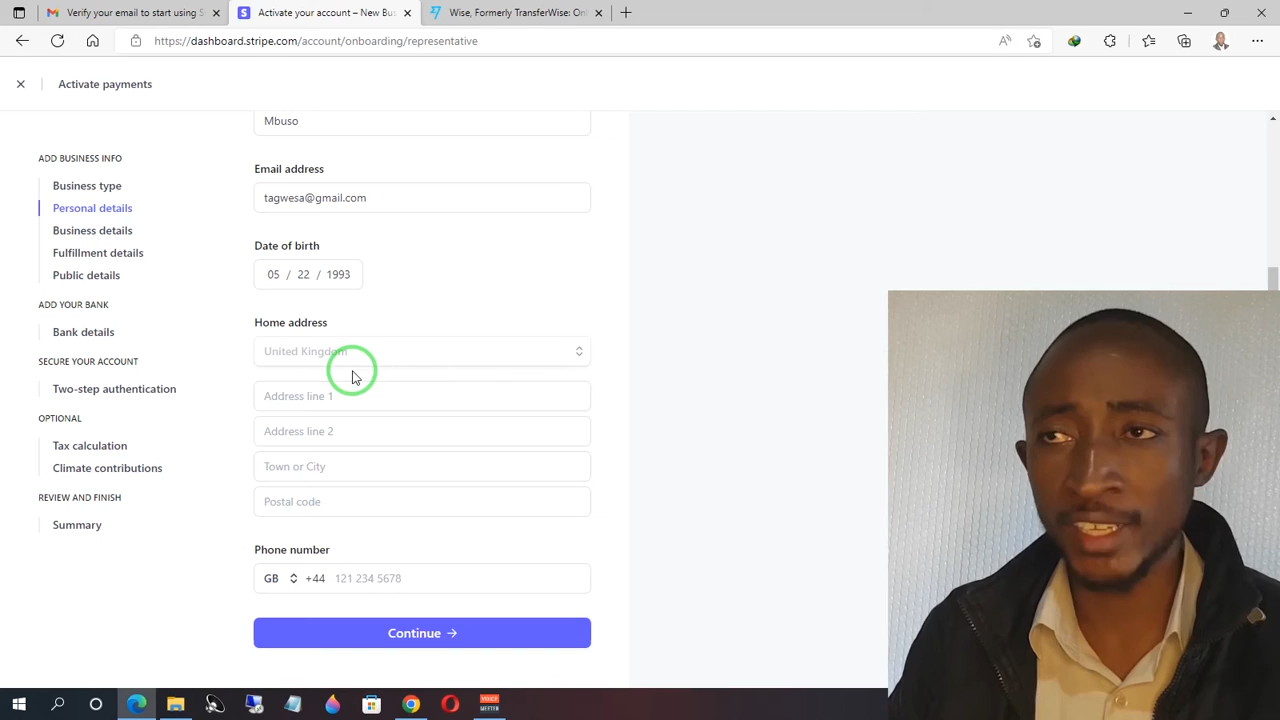 Verify your email to start using S
Activate your account – New Bus
Wise, Formerly TransferWise: On
https://dashboard.stripe.com/account/onboarding/representative
Activate payments
ADD BUSINESS INFO
Business type
Personal details
Business details
Fulfillment details
Public details
ADD YOUR BANK
Bank details
SECURE YOUR ACCOUNT
Two-step authentication
OPTIONAL
Tax calculation
Climate contributions
REVIEW AND FINISH
Summary
Mbuso
Email address
tagwesa@gmail.com
Date of birth
05 / 22 / 1993
Home address
United Kingdom
Address line 1
Address line 2
Town or City
Postal code
Phone number
GB +44 121 234 5678
Continue →
VOICE
MEETER